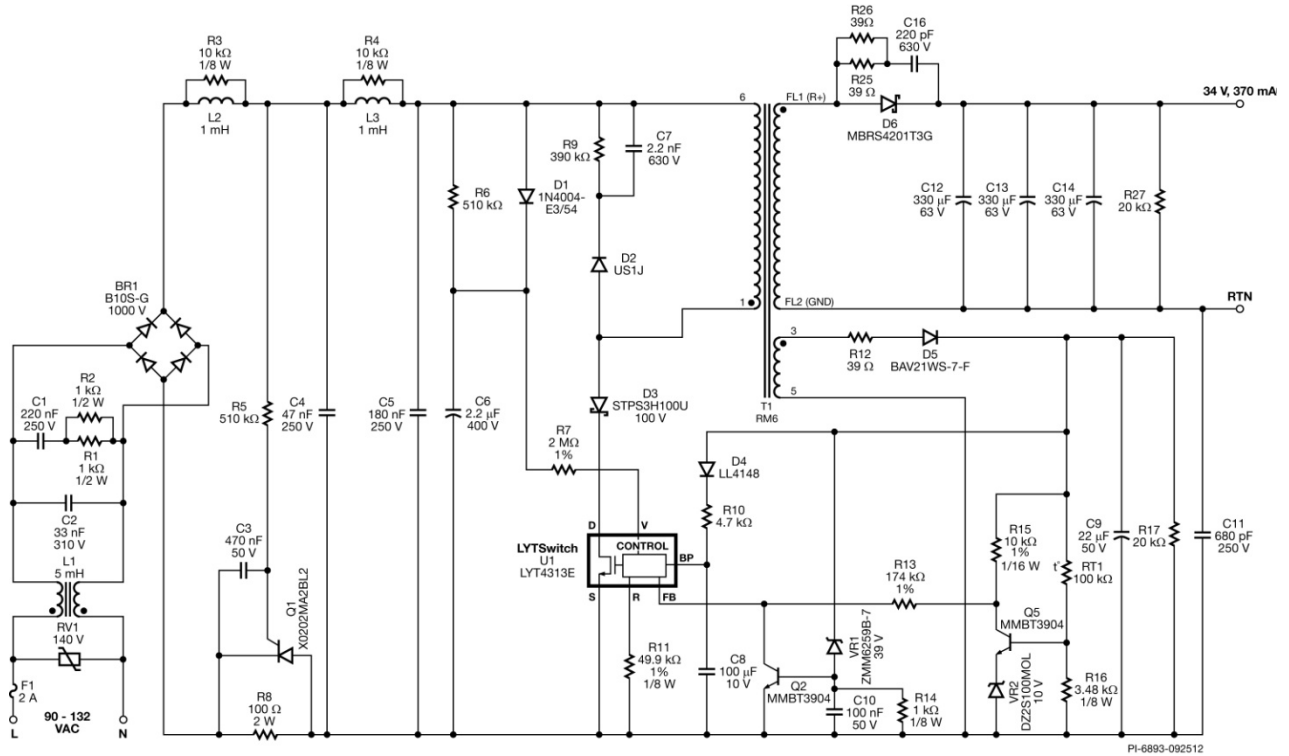 R3
10 kΩ
1/8 W
L2
1 mH
R4
10 kΩ
1/8 W
L3
1 mH
R26
39Ω
C16
220 pF
630 V
R25
39 Ω
D6
MBRS4201T3G
34 V, 370 mA
6
FL1 (R+)
R9
390 kΩ
C7
2.2 nF
630 V
R6
510 kΩ
D1
1N4004-
E3/54
D2
US1J
C12
330 µF
63 V
C13
330 µF
63 V
C14
330 µF
63 V
R27
20 kΩ
BR1
B10S-G
1000 V
1
FL2 (GND)
RTN
3
R12
39 Ω
D5
BAV21WS-7-F
5
T1
RM6
R2
1 kΩ
1/2 W
C1
220 nF
250 V
R1
1 kΩ
1/2 W
R5
510 kΩ
C4
47 nF
250 V
C5
180 nF
250 V
C6
2.2 µF
400 V
D3
STPS3H100U
100 V
R7
2 MΩ
1%
D4
LL4148
R10
4.7 kΩ
C2
33 nF
310 V
L1
5 mH
C3
470 nF
50 V
LYTSwitch
U1
LYT4313E
D
V
CONTROL
BP
S
R
FB
R15
10 kΩ
1%
1/16 W
C9
22 µF
50 V
R17
20 kΩ
C11
680 pF
250 V
t°
RT1
100 kΩ
R13
174 kΩ
1%
Q5
MMBT3904
RV1
140 V
Q1
X0202MA2BL2
R11
49.9 kΩ
1%
1/8 W
C8
100 µF
10 V
Q2
MMBT3904
VR1
ZMM6259B-7
39 V
C10
100 nF
50 V
R14
1 kΩ
1/8 W
VR2
DZ2S100MOL
10 V
R16
3.48 kΩ
1/8 W
F1
2 A
R8
100 Ω
2 W
90 - 132
VAC
L
N
PI-6893-092512